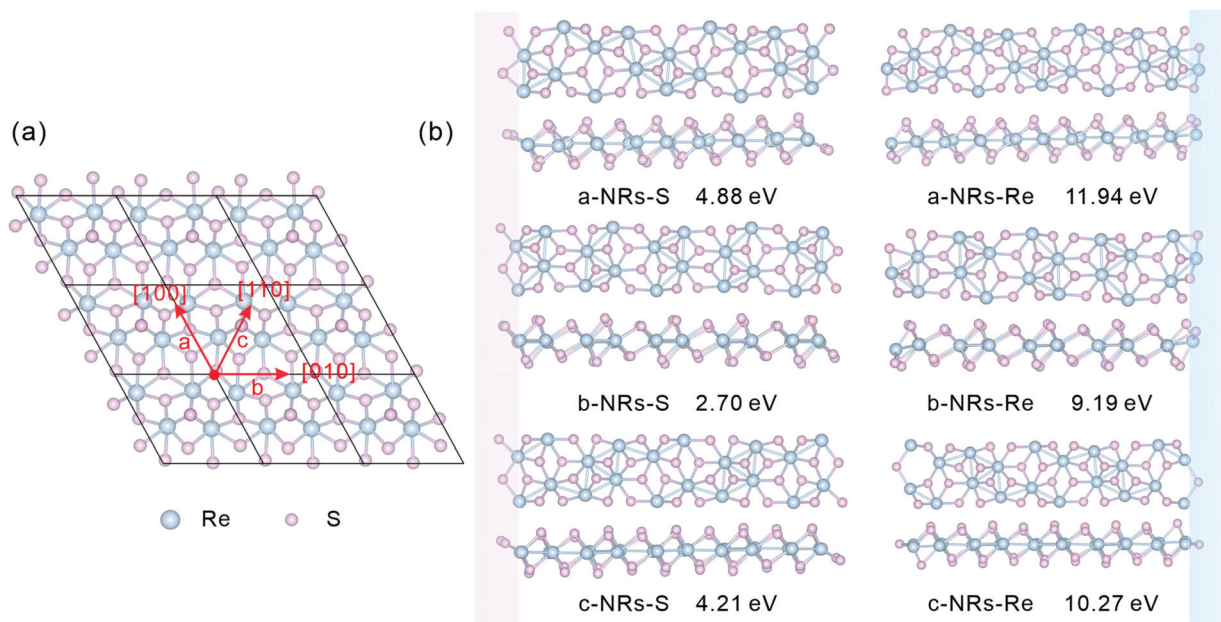 (a)
[100]
[110]
a
c
b
[010]
Re
S
(b)
a-NRs-S 4.88 eV
a-NRs-Re 11.94 eV
b-NRs-S 2.70 eV
b-NRs-Re 9.19 eV
c-NRs-S 4.21 eV
c-NRs-Re 10.27 eV